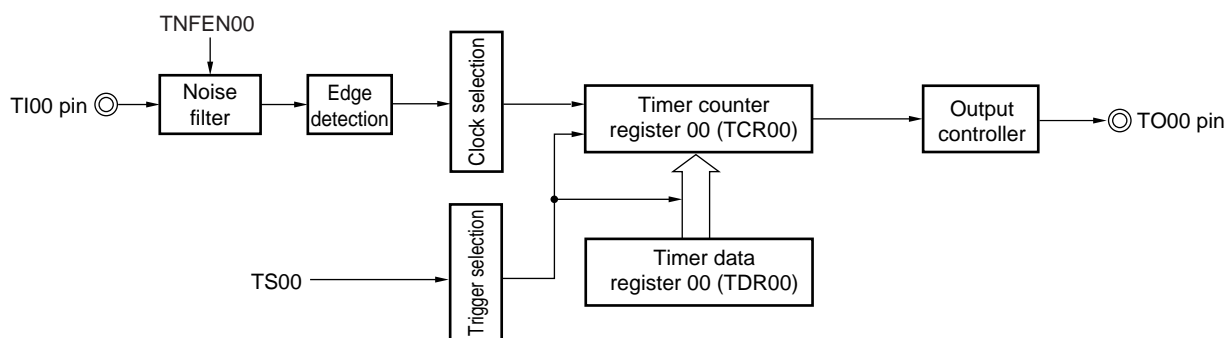 TNFEN00
TI00 pin
Noise
filter
Edge
detection
Clock selection
Timer counter
register 00 (TCR00)
Output
controller
TO00 pin
TS00
Trigger selection
Timer data
register 00 (TDR00)